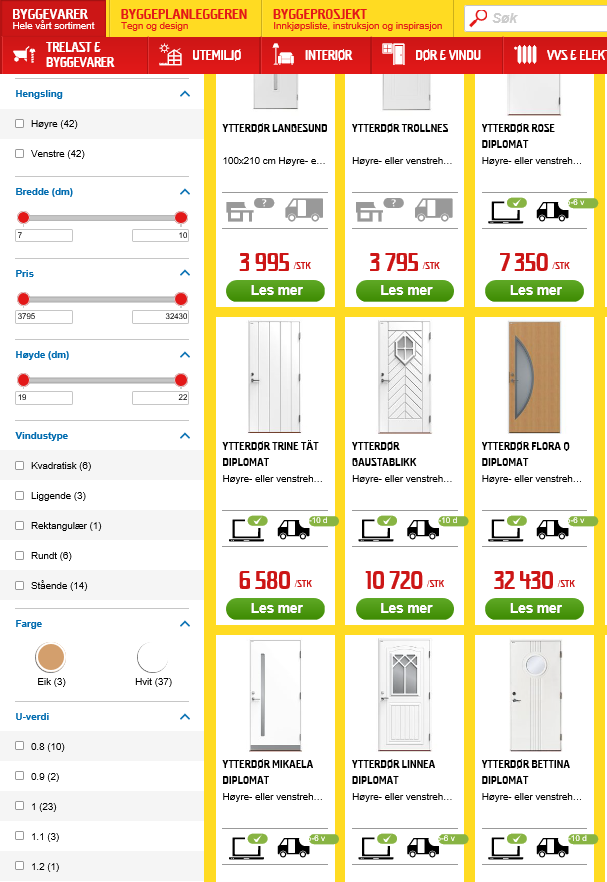 BYGGEVARER
Hele vårt sortiment
BYGGEPLANLEGGEREN
Tegn og design
BYGGEPROSJEKT
Innkjøpsliste, instruksjon og inspirasjon
Søk
TRELAST &
BYGGEVARER
UTEMILJØ
INTERIØR
DØR & VINDU
VVS & ELEKT
Hengsling
Høyre (42)
Venstre (42)
Bredde (dm)
7
10
Pris
3795
32430
Høyde (dm)
19
22
Vindustype
Kvadratisk (6)
Liggende (3)
Rektangulær (1)
Rundt (6)
Stående (14)
Farge
Eik (3)
Hvit (37)
U-verdi
0.8 (10)
0.9 (2)
1 (23)
1.1 (3)
1.2 (1)
YTTERDØR LANGESUND
100x210 cm Høyre- e...
?
3 995 /STK
Les mer
YTTERDØR TROLLNES
Høyre- eller venstreh...
?
3 795 /STK
Les mer
YTTERDØR ROSE
DIPLOMAT
Høyre- eller venstreh...
-6 v
7 350 /STK
Les mer
YTTERDØR TRINE TÄT
DIPLOMAT
Høyre- eller venstreh...
-10 d
6 580 /STK
Les mer
YTTERDØR
GAUSTABLIKK
Høyre- eller venstreh...
-10 d
10 720 /STK
Les mer
YTTERDØR FLORA G
DIPLOMAT
Høyre- eller venstreh...
-6 v
32 430 /STK
Les mer
YTTERDØR MIKAELA
DIPLOMAT
Høyre- eller venstreh...
-6 v
YTTERDØR LINNEA
DIPLOMAT
Høyre- eller venstreh...
-6 v
YTTERDØR BETTINA
DIPLOMAT
Høyre- eller venstreh...
-10 d